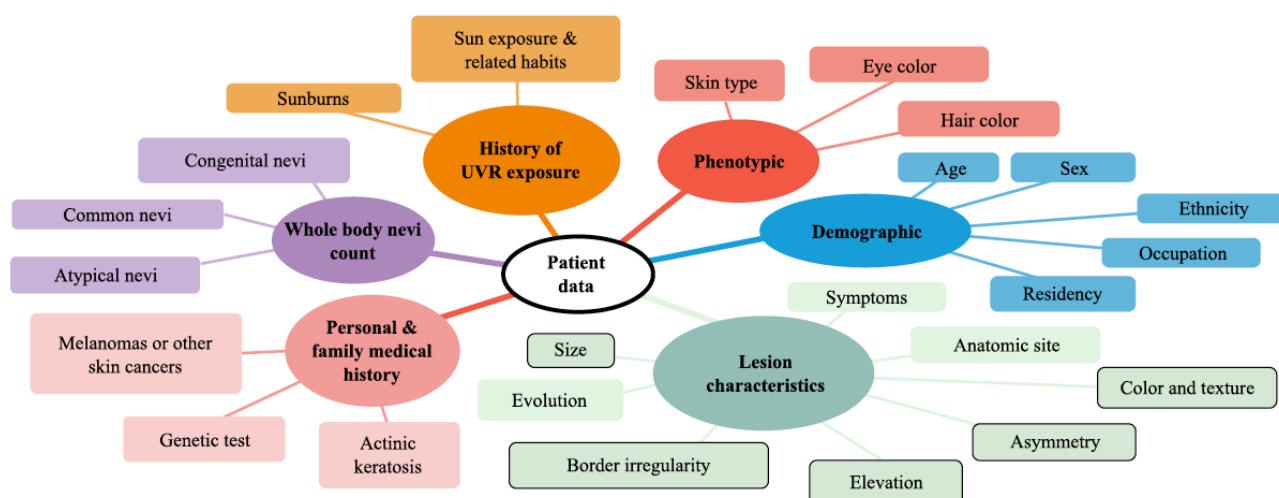 Sun exposure &
related habits
Sunburns
History of
UVR exposure
Skin type
Eye color
Hair color
Phenotypic
Congenital nevi
Common nevi
Atypical nevi
Whole body nevi
count
Age
Sex
Ethnicity
Occupation
Residency
Demographic
Patient
data
Personal &
family medical
history
Melanomas or other
skin cancers
Genetic test
Actinic
keratosis
Symptoms
Size
Anatomic site
Lesion
characteristics
Evolution
Color and texture
Asymmetry
Border irregularity
Elevation